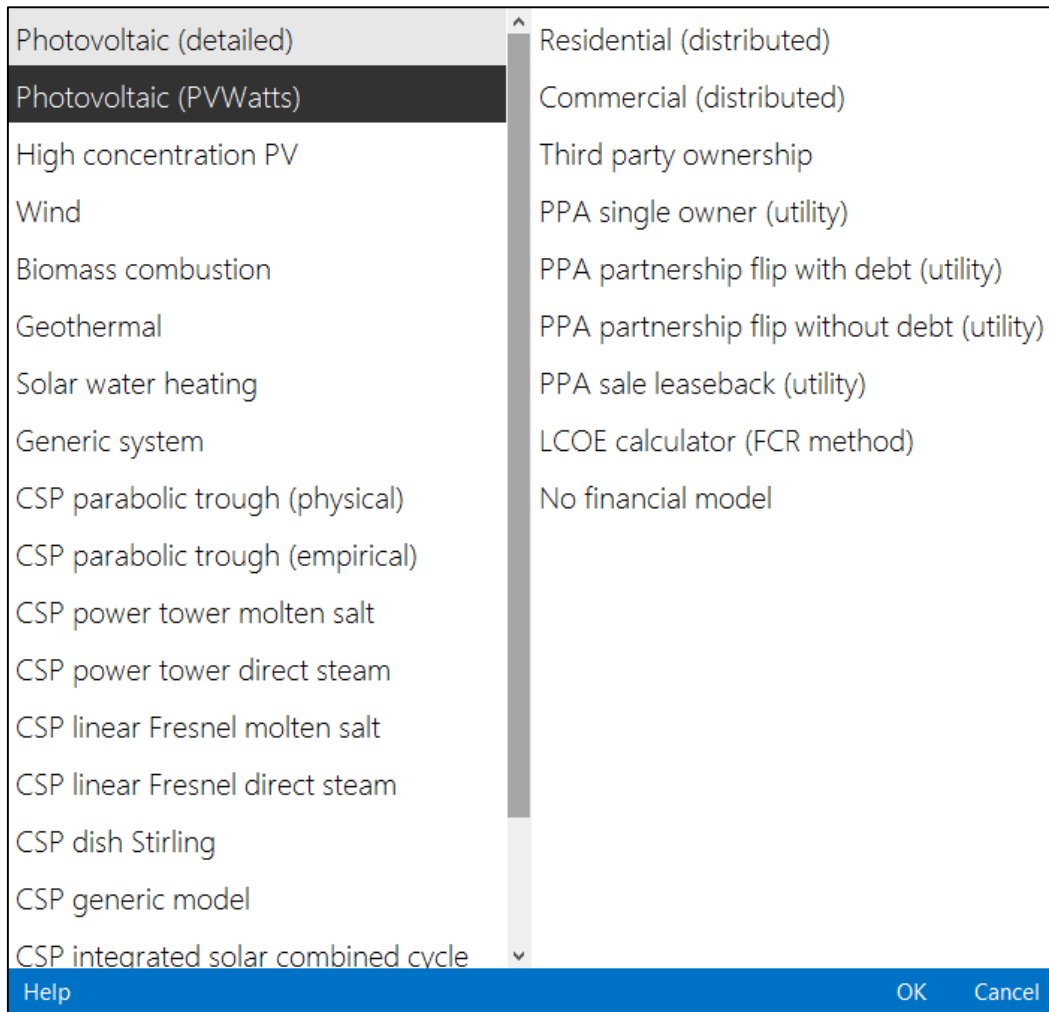 Photovoltaic (detailed)
Photovoltaic (PVWatts)
High concentration PV
Wind
Biomass combustion
Geothermal
Solar water heating
Generic system
CSP parabolic trough (physical)
CSP parabolic trough (empirical)
CSP power tower molten salt
CSP power tower direct steam
CSP linear Fresnel molten salt
CSP linear Fresnel direct steam
CSP dish Stirling
CSP generic model
CSP integrated solar combined cycle
Residential (distributed)
Commercial (distributed)
Third party ownership
PPA single owner (utility)
PPA partnership flip with debt (utility)
PPA partnership flip without debt (utility)
PPA sale leaseback (utility)
LCOE calculator (FCR method)
No financial model
Help
OK
Cancel